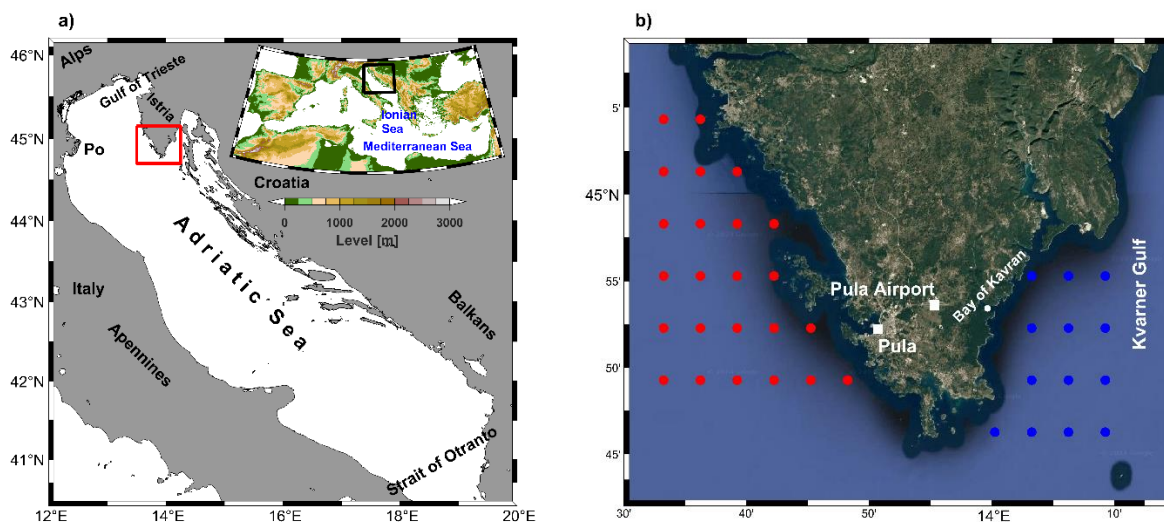 a)
46°N
45°N
44°N
43°N
42°N
41°N
12°E
14°E
16°E
18°E
20°E
Alps
Gulf of Trieste
Istria
Po
Croatia
Ionian
Sea
Mediterranean Sea
0
1000
2000
3000
Level [m]
Adriatic Sea
Italy
Apennines
Balkans
Strait of Otranto
b)
5'
45°N
55'
50'
45'
30'
40'
50'
14°E
10'
Pula Airport
Pula
Bay of Kavran
Kvarner Gulf